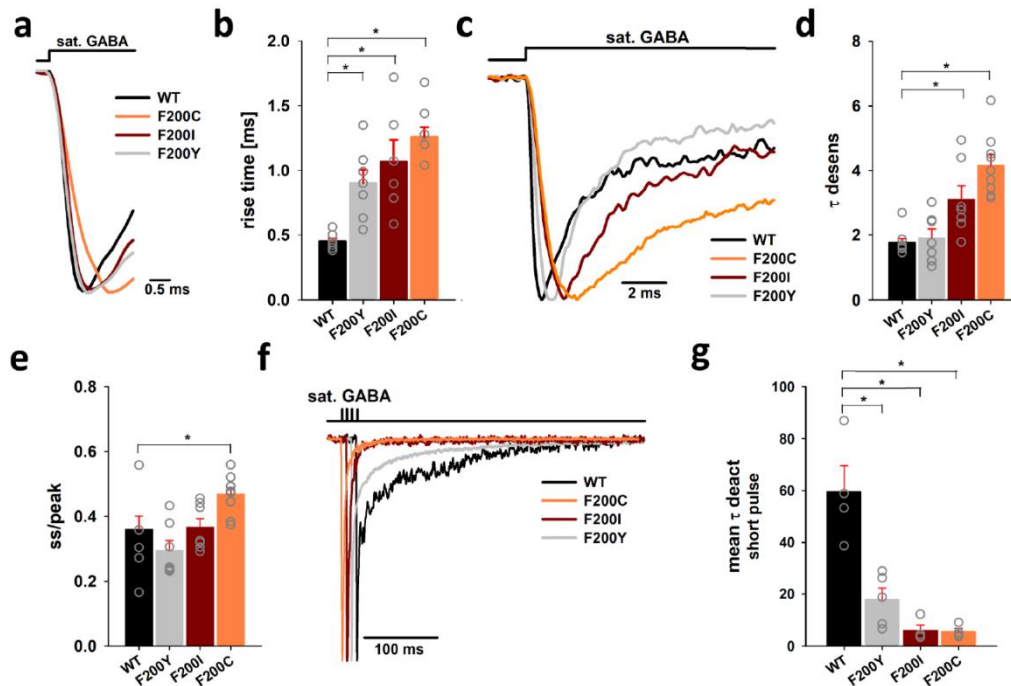 a
sat. GABA
WT
F200C
F200I
F200Y
0.5 ms
b
rise time [ms]
2.0
1.5
1.0
0.5
0.0
*
*
*
WT
F200Y
F200I
F200C
c
sat. GABA
WT
F200C
F200I
F200Y
2 ms
d
τ desens
8
6
4
2
0
*
*
WT
F200Y
F200I
F200C
e
ss/peak
0.8
0.6
0.4
0.2
0.0
*
WT
F200Y
F200I
F200C
f
sat. GABA
WT
F200C
F200I
F200Y
100 ms
g
mean τ deact
short pulse
100
80
60
40
20
0
*
*
*
WT
F200Y
F200I
F200C